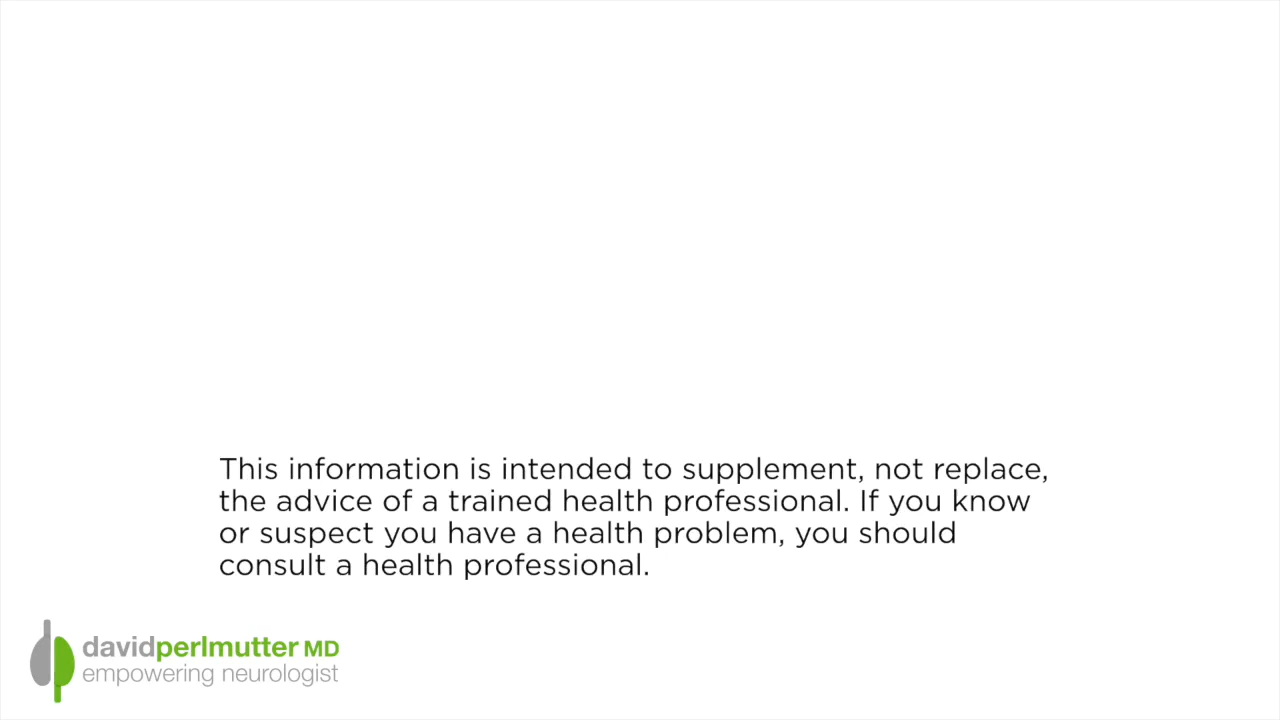 This information is intended to supplement, not replace,
the advice of a trained health professional. If you know
or suspect you have a health problem, you should
consult a health professional.
davidperlmutter MD
empowering neurologist